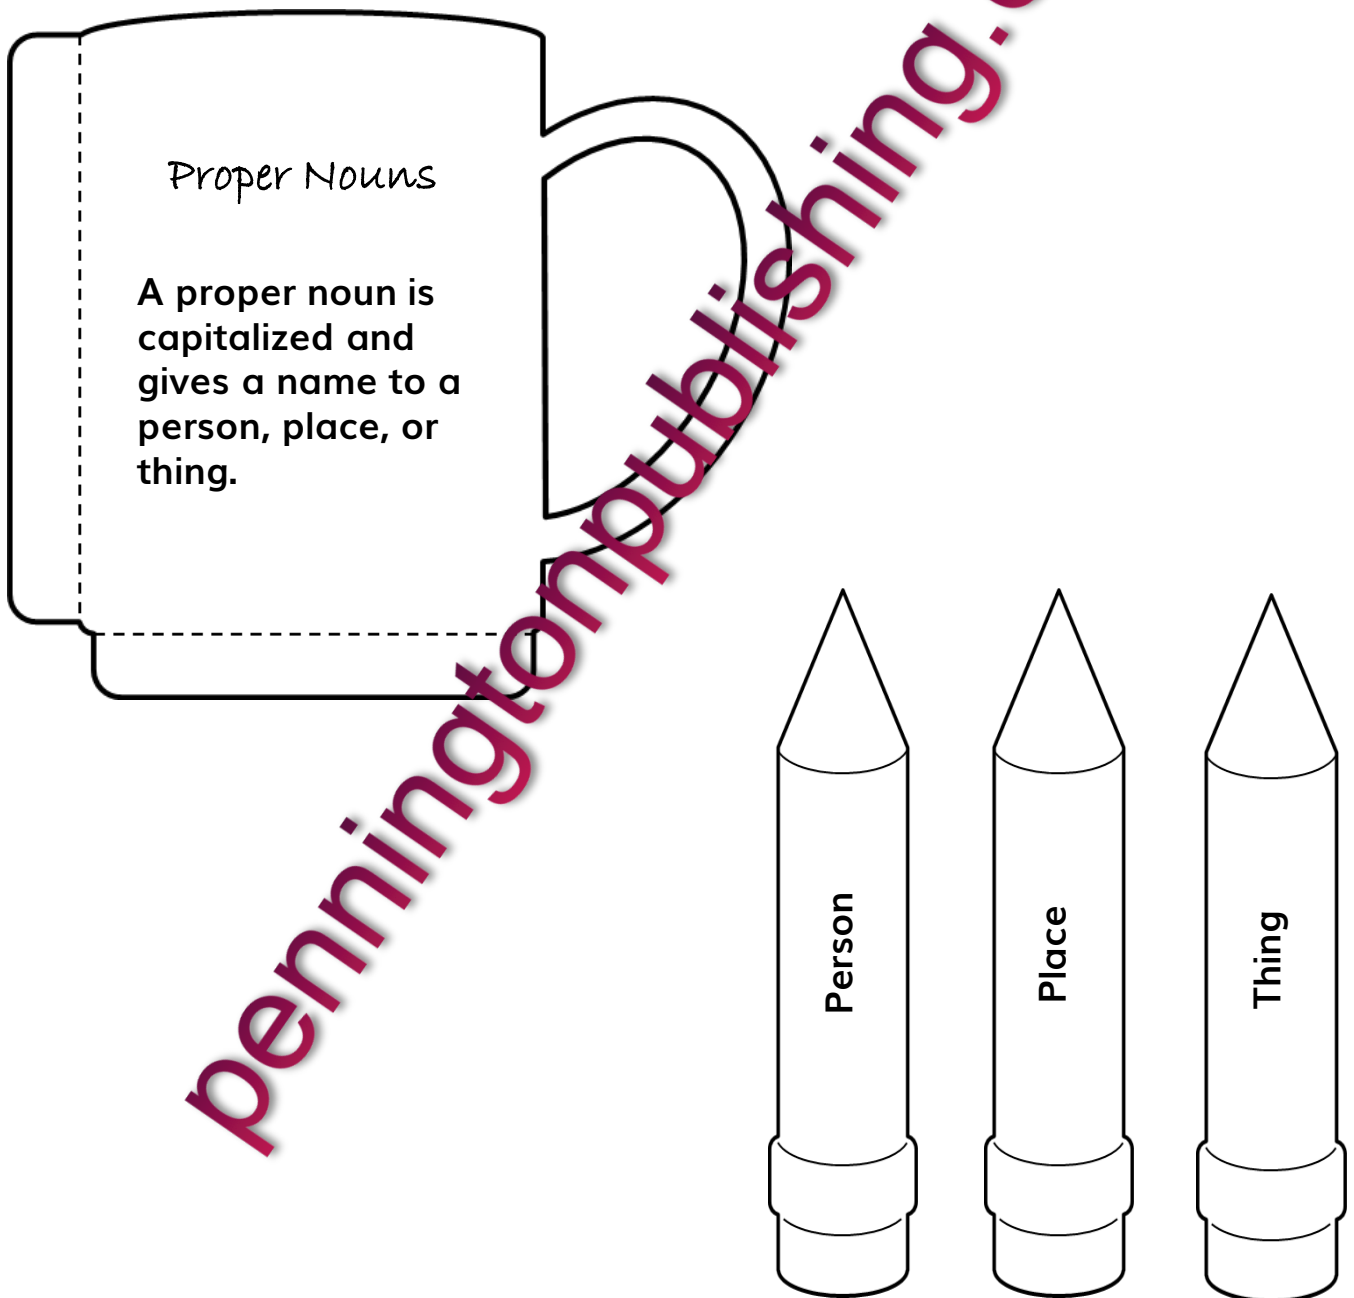 Proper Nouns
A proper noun is
capitalized and
gives a name to a
person, place, or
thing.
penningtonpublishing.
Person
Place
Thing